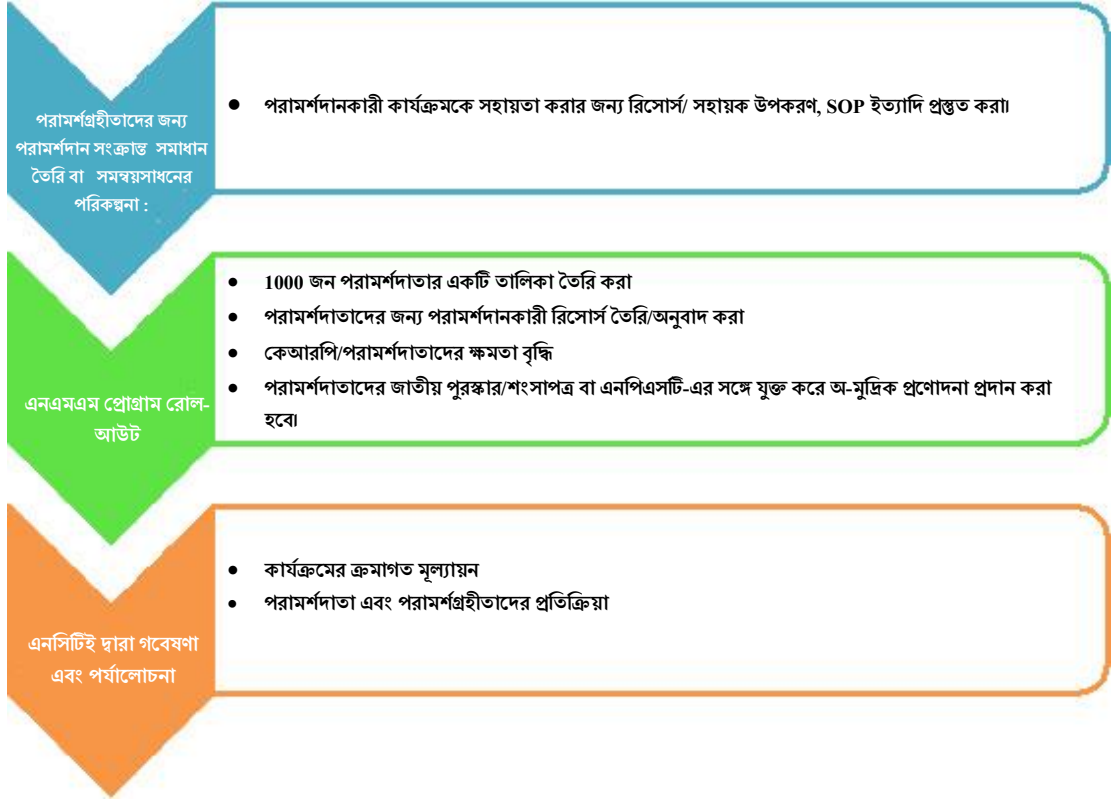 পরামর্শগ্রহীতাদের জন্য
পরামর্শদান সংক্রান্ত সমাধান
তৈরি বা সমন্বয়সাধনের
পরিকল্পনা :
● পরামর্শদানকারী কার্যক্রমকে সহায়তা করার জন্য রিসোর্স/ সহায়ক উপকরণ, SOP ইত্যাদি প্রস্তুত করা।
এনএমএম প্রোগ্রাম রোল-
আউট
● 1000 জন পরামর্শদাতার একটি তালিকা তৈরি করা
● পরামর্শদাতাদের জন্য পরামর্শদানকারী রিসোর্স তৈরি/অনুবাদ করা
● কেআরপি/পরামর্শদাতাদের ক্ষমতা বৃদ্ধি
● পরামর্শদাতাদের জাতীয় পুরস্কার/শংসাপত্র বা এনপিএসটি-এর সঙ্গে যুক্ত করে অ-মুদ্রিক প্রণোদনা প্রদান করা
হবে।
এনসিটিই দ্বারা গবেষণা
এবং পর্যালোচনা
● কার্যক্রমের ক্রমাগত মূল্যায়ন
● পরামর্শদাতা এবং পরামর্শগ্রহীতাদের প্রতিক্রিয়া